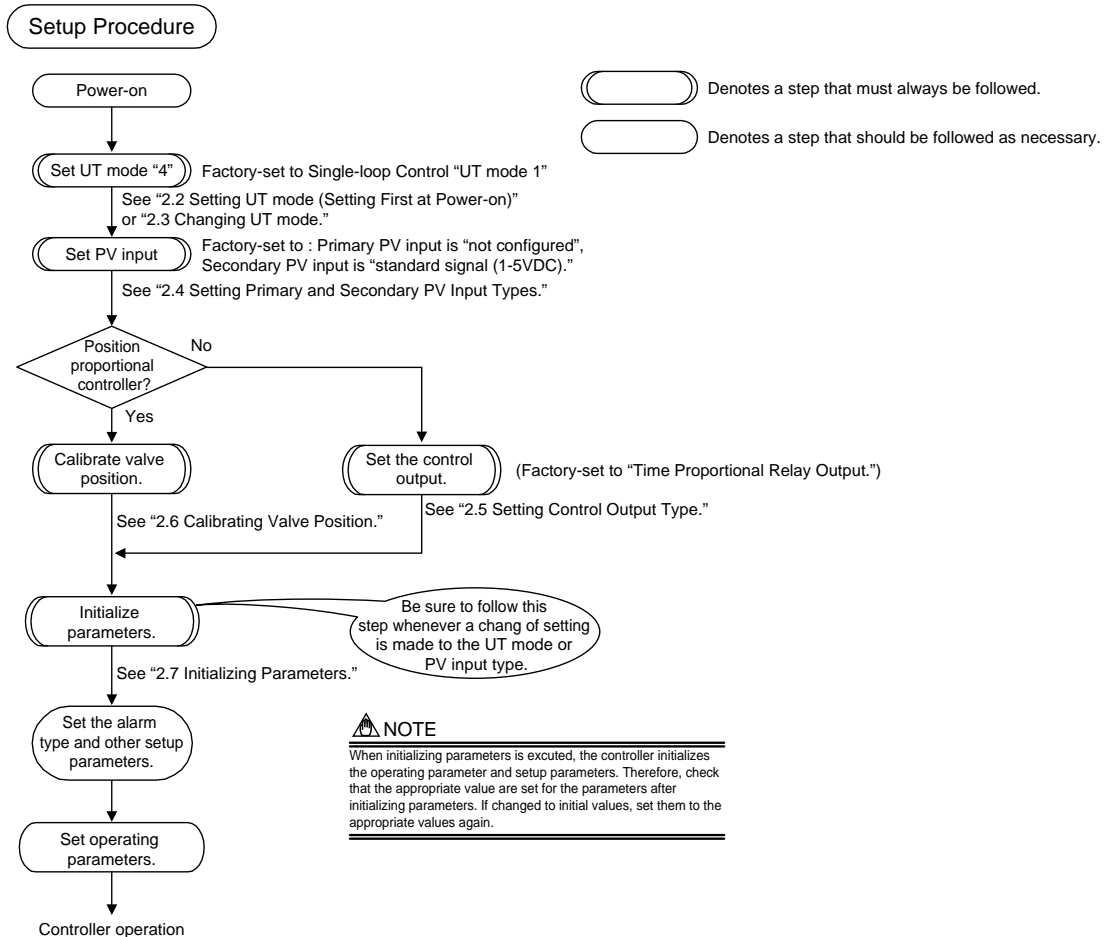 Setup Procedure
Power-on
Denotes a step that must always be followed.
Denotes a step that should be followed as necessary.
Set UT mode “4”
Factory-set to Single-loop Control “UT mode 1”
See “2.2 Setting UT mode (Setting First at Power-on)”
or “2.3 Changing UT mode.”
Set PV input
Factory-set to : Primary PV input is “not configured”,
Secondary PV input is “standard signal (1-5VDC).”
See “2.4 Setting Primary and Secondary PV Input Types.”
Position
proportional
controller?
No
Yes
Calibrate valve
position.
Set the control
output.
(Factory-set to “Time Proportional Relay Output.”)
See “2.6 Calibrating Valve Position.”
See “2.5 Setting Control Output Type.”
Initialize
parameters.
Be sure to follow this
step whenever a chang of setting
is made to the UT mode or
PV input type.
See “2.7 Initializing Parameters.”
Set the alarm
type and other setup
parameters.
NOTE
When initializing parameters is excuted, the controller initializes
the operating parameter and setup parameters. Therefore, check
that the appropriate value are set for the parameters after
initializing parameters. If changed to initial values, set them to the
appropriate values again.
Set operating
parameters.
Controller operation